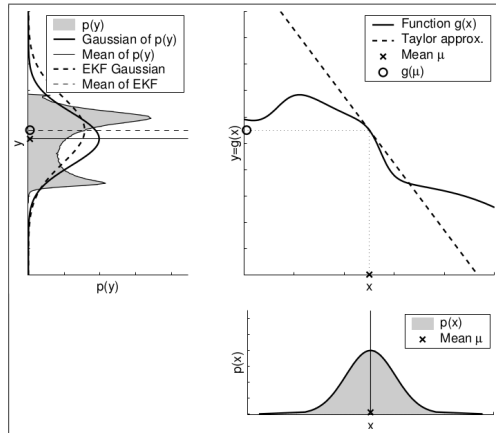 p(y)
Gaussian of p(y)
Mean of p(y)
EKF Gaussian
Mean of EKF
y
p(y)
Function g(x)
Taylor approx.
Mean μ
g(μ)
y=g(x)
x
p(x)
Mean μ
p(x)
x